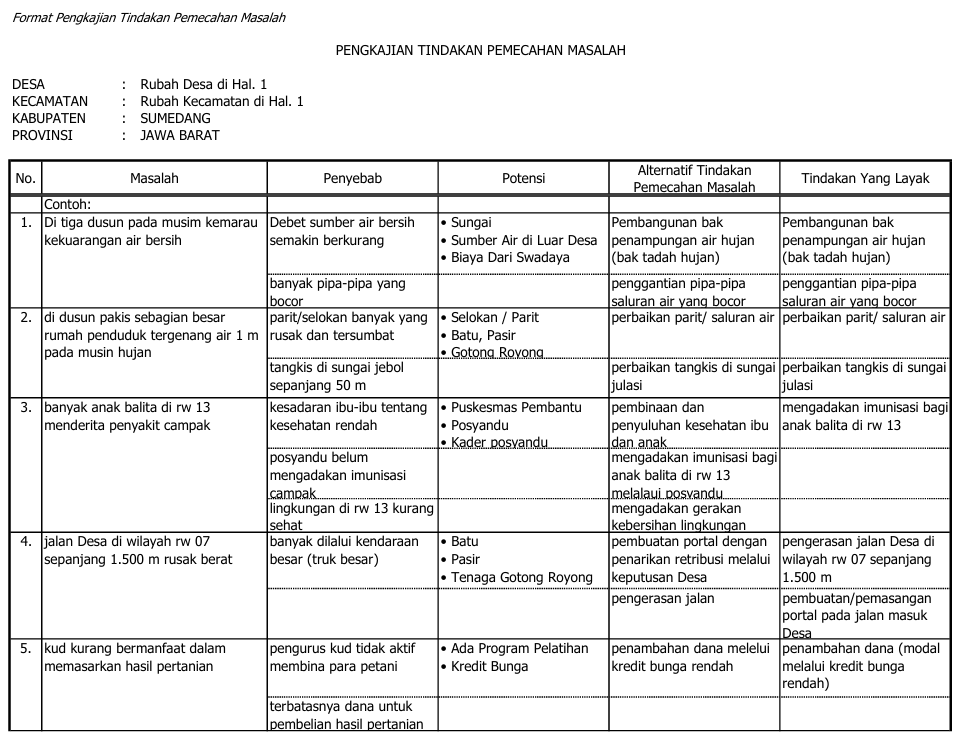 Format Pengkajian Tindakan Pemecahan Masalah
PENGKAJIAN TINDAKAN PEMECAHAN MASALAH
DESA : Rubah Desa di Hal. 1
KECAMATAN : Rubah Kecamatan di Hal. 1
KABUPATEN : SUMEDANG
PROVINSI : JAWA BARAT
No.
Masalah
Penyebab
Potensi
Alternatif Tindakan
Pemecahan Masalah
Tindakan Yang Layak
Contoh:
1.
Di tiga dusun pada musim kemarau
kekuarangan air bersih
Debet sumber air bersih
semakin berkurang
• Sungai
• Sumber Air di Luar Desa
• Biaya Dari Swadaya
Pembangunan bak
penampungan air hujan
(bak tadah hujan)
Pembangunan bak
penampungan air hujan
(bak tadah hujan)
banyak pipa-pipa yang
bocor
penggantian pipa-pipa
saluran air yang bocor
penggantian pipa-pipa
saluran air yang bocor
2.
di dusun pakis sebagian besar
rumah penduduk tergenang air 1 m
pada musin hujan
parit/selokan banyak yang
rusak dan tersumbat
• Selokan / Parit
• Batu, Pasir
• Gotong Royong
perbaikan parit/ saluran air
perbaikan parit/ saluran air
tangkis di sungai jebol
sepanjang 50 m
perbaikan tangkis di sungai
julasi
perbaikan tangkis di sungai
julasi
3.
banyak anak balita di rw 13
menderita penyakit campak
kesadaran ibu-ibu tentang
kesehatan rendah
• Puskesmas Pembantu
• Posyandu
• Kader posyandu
pembinaan dan
penyuluhan kesehatan ibu
dan anak
mengadakan imunisasi bagi
anak balita di rw 13
posyandu belum
mengadakan imunisasi
campak
mengadakan imunisasi bagi
anak balita di rw 13
melalaui posyandu
lingkungan di rw 13 kurang
sehat
mengadakan gerakan
kebersihan lingkungan
4.
jalan Desa di wilayah rw 07
sepanjang 1.500 m rusak berat
banyak dilalui kendaraan
besar (truk besar)
• Batu
• Pasir
• Tenaga Gotong Royong
pembuatan portal dengan
penarikan retribusi melalui
keputusan Desa
pengerasan jalan Desa di
wilayah rw 07 sepanjang
1.500 m
pengerasan jalan
pembuatan/pemasangan
portal pada jalan masuk
Desa
5.
kud kurang bermanfaat dalam
memasarkan hasil pertanian
pengurus kud tidak aktif
membina para petani
• Ada Program Pelatihan
• Kredit Bunga
penambahan dana melelui
kredit bunga rendah
penambahan dana (modal
melalui kredit bunga
rendah)
terbatasnya dana untuk
pembelian hasil pertanian